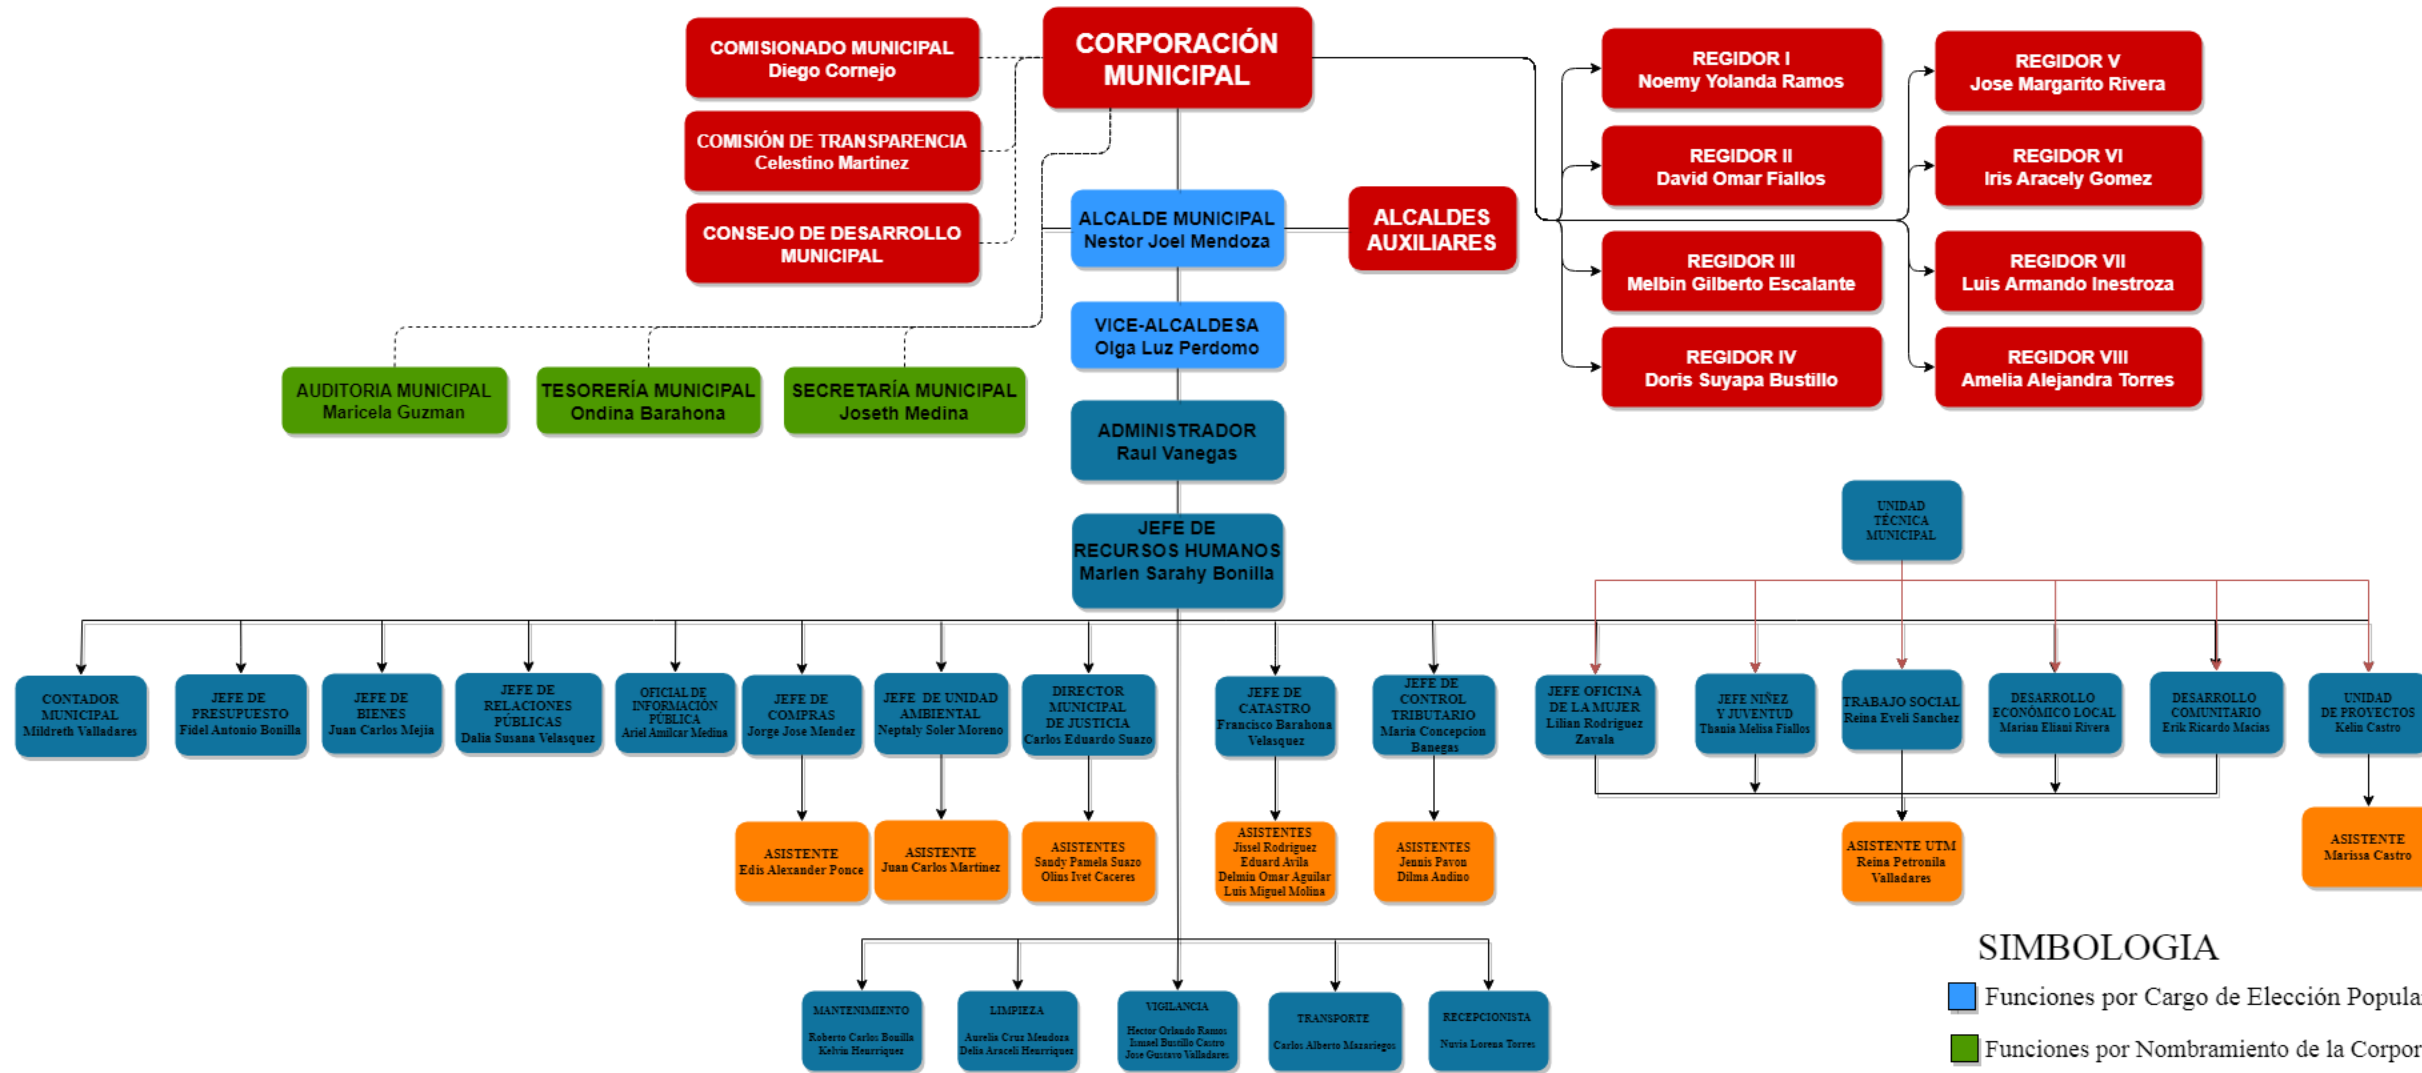 CORPORACIÓN
MUNICIPAL
COMISIONADO MUNICIPAL
Diego Cornejo
COMISIÓN DE TRANSPARENCIA
Celestino Martinez
CONSEJO DE DESARROLLO
MUNICIPAL
REGIDOR I
Noemy Yolanda Ramos
REGIDOR II
David Omar Fiallos
REGIDOR III
Melbin Gilberto Escalante
REGIDOR IV
Doris Suyapa Bustillo
REGIDOR V
Jose Margarito Rivera
REGIDOR VI
Iris Aracely Gomez
REGIDOR VII
Luis Armando Inestroza
REGIDOR VIII
Amelia Alejandra Torres
ALCALDE MUNICIPAL
Nestor Joel Mendoza
ALCALDES
AUXILIARES
VICE-ALCALDESA
Olga Luz Perdomo
AUDITORIA MUNICIPAL
Maricela Guzman
TESORERÍA MUNICIPAL
Ondina Barahona
SECRETARÍA MUNICIPAL
Joseth Medina
ADMINISTRADOR
Raul Vanegas
JEFE DE
RECURSOS HUMANOS
Marlen Sarahy Bonilla
UNIDAD
TÉCNICA
MUNICIPAL
CONTADOR
MUNICIPAL
Mildreth Valladares
JEFE DE
PRESUPUESTO
Fidel Antonio Bonilla
JEFE DE
BIENES
Juan Carlos Mejia
JEFE DE
RELACIONES
PÚBLICAS
Dalia Susana Velasquez
OFICIAL DE
INFORMACIÓN
PÚBLICA
Ariel Amilcar Medina
JEFE DE
COMPRAS
Jorge Jose Mendez
JEFE DE UNIDAD
AMBIENTAL
Neptaly Soler Moreno
DIRECTOR
MUNICIPAL
DE JUSTICIA
Carlos Eduardo Suazo
JEFE DE
CATASTRO
Francisco Barahona
Velasquez
JEFE DE
CONTROL
TRIBUTARIO
Maria Concepcion
Banegas
JEFE OFICINA
DE LA MUJER
Lilian Rodriguez
Zavala
JEFE NIÑEZ
Y JUVENTUD
Thania Melisa Fiallos
TRABAJO SOCIAL
Reina Eveli Sanchez
DESARROLLO
ECONÓMICO LOCAL
Marian Eliani Rivera
DESARROLLO
COMUNITARIO
Erik Ricardo Macias
UNIDAD
DE PROYECTOS
Kelin Castro
ASISTENTE
Edis Alexander Ponce
ASISTENTE
Juan Carlos Martinez
ASISTENTES
Sandy Pamela Suazo
Olins Ivet Caceres
ASISTENTES
Jissel Rodriguez
Eduard Avila
Delmin Omar Aguilar
Luis Miguel Molina
ASISTENTES
Jennis Pavon
Dilma Andino
ASISTENTE UTM
Reina Petronila
Valladares
ASISTENTE
Marissa Castro
MANTENIMIENTO
Roberto Carlos Bonilla
Kelvin Henrriquez
LIMPIEZA
Aurelia Cruz Mendoza
Delia Araceli Henrriquez
VIGILANCIA
Hector Orlando Ramos
Ismael Bustillo Castro
Jose Gustavo Valladares
TRANSPORTE
Carlos Alberto Mazariegos
RECEPCIONISTA
Nuvia Lorena Torres
SIMBOLOGIA
Funciones por Cargo de Elección Popula
Funciones por Nombramiento de la Corpor